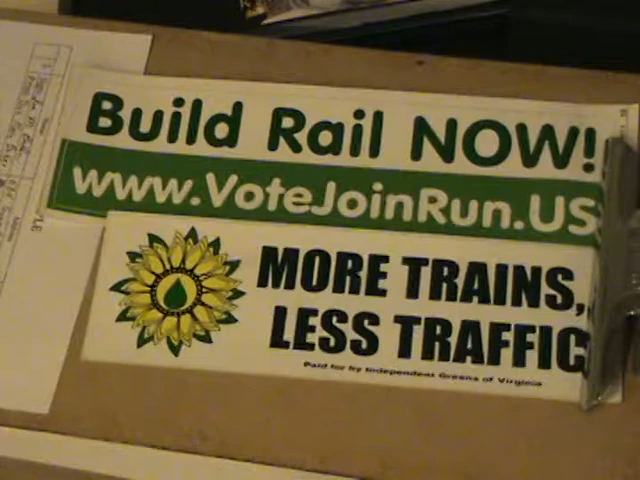 Build Rail NOW!
www.VoteJoinRun.US
MORE TRAINS,
LESS TRAFFIC
Paid for by Independent Greens of Virginia